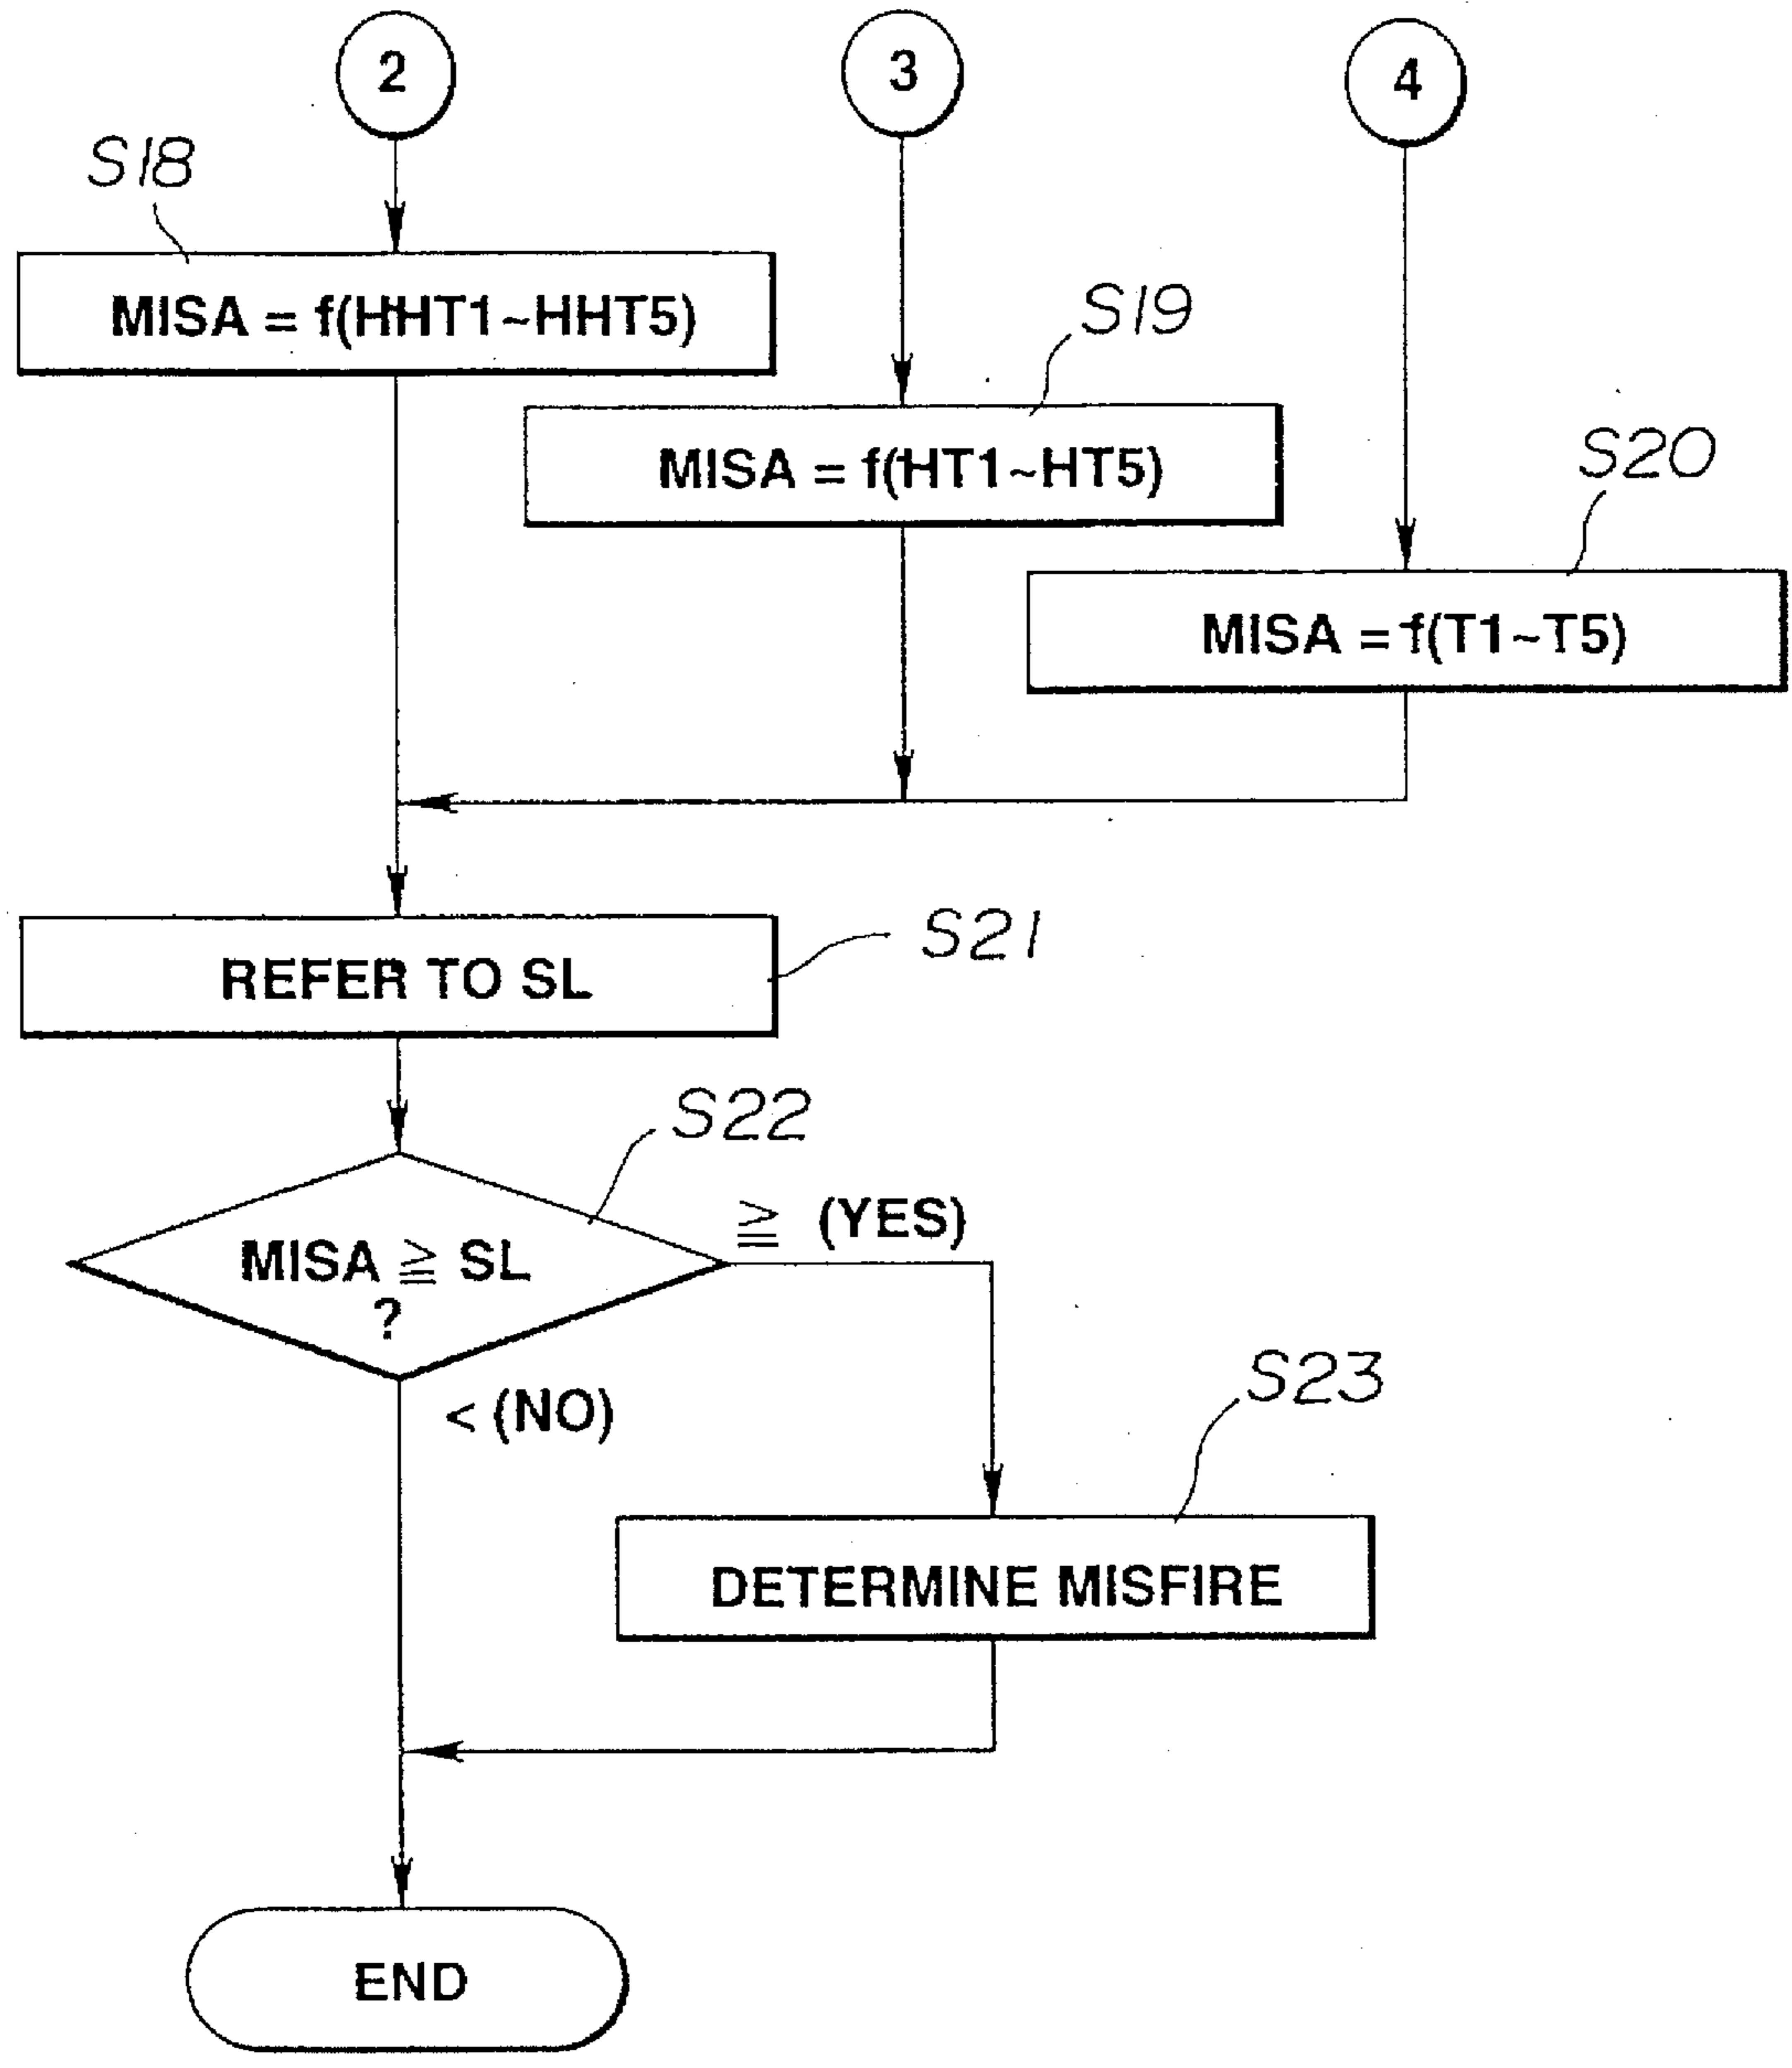 2
3
4
S18
MISA = f(HHT1~HHT5)
S19
MISA = f(HT1~HT5)
S20
MISA = f(T1~T5)
REFER TO SL
S21
S22
≧ (YES)
MISA ≧ SL
?
< (NO)
S23
DETERMINE MISFIRE
END